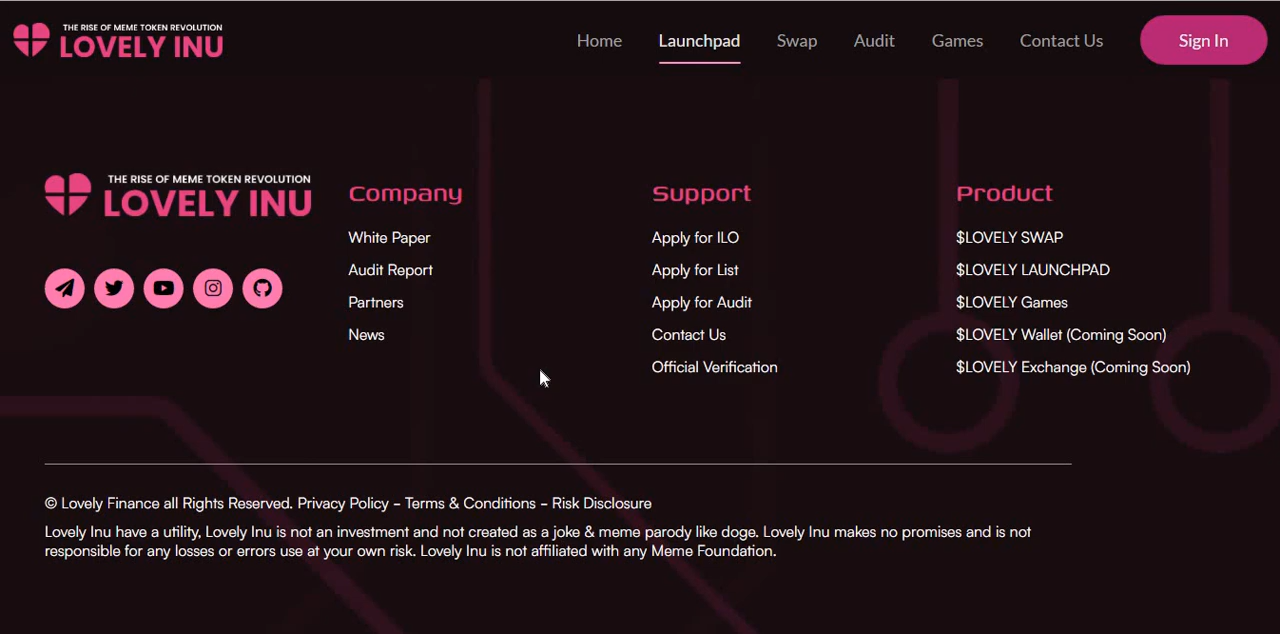 THE RISE OF MEME TOKEN REVOLUTION
LOVELY INU
Home
Launchpad
Swap
Audit
Games
Contact Us
Sign In
THE RISE OF MEME TOKEN REVOLUTION
LOVELY INU
Company
White Paper
Audit Report
Partners
News
Support
Apply for ILO
Apply for List
Apply for Audit
Contact Us
Official Verification
Product
$LOVELY SWAP
$LOVELY LAUNCHPAD
$LOVELY Games
$LOVELY Wallet (Coming Soon)
$LOVELY Exchange (Coming Soon)
© Lovely Finance all Rights Reserved. Privacy Policy – Terms & Conditions – Risk Disclosure
Lovely Inu have a utility, Lovely Inu is not an investment and not created as a joke & meme parody like doge. Lovely Inu makes no promises and is not
responsible for any losses or errors use at your own risk. Lovely Inu is not affiliated with any Meme Foundation.